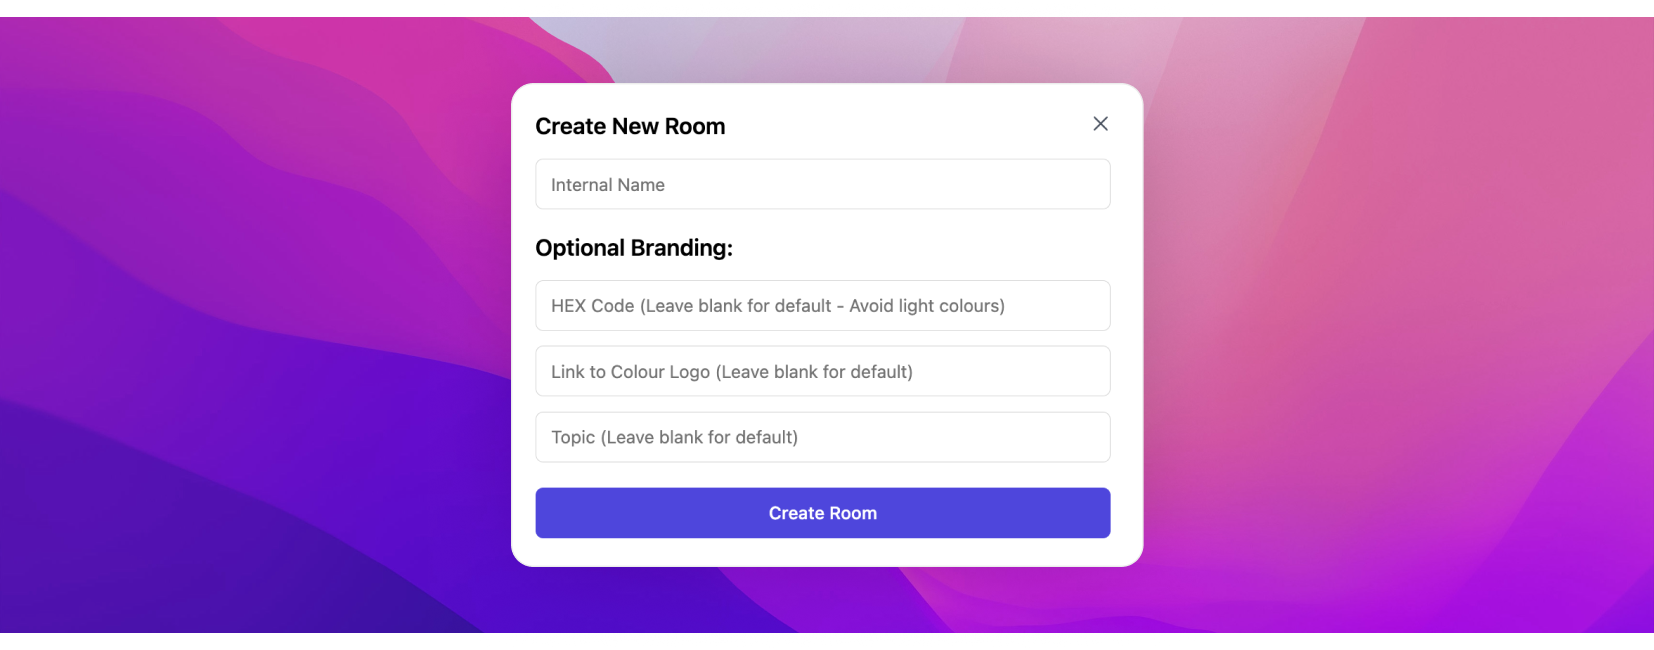 Create New Room
Internal Name
Optional Branding:
HEX Code (Leave blank for default - Avoid light colours)
Link to Colour Logo (Leave blank for default)
Topic (Leave blank for default)
Create Room